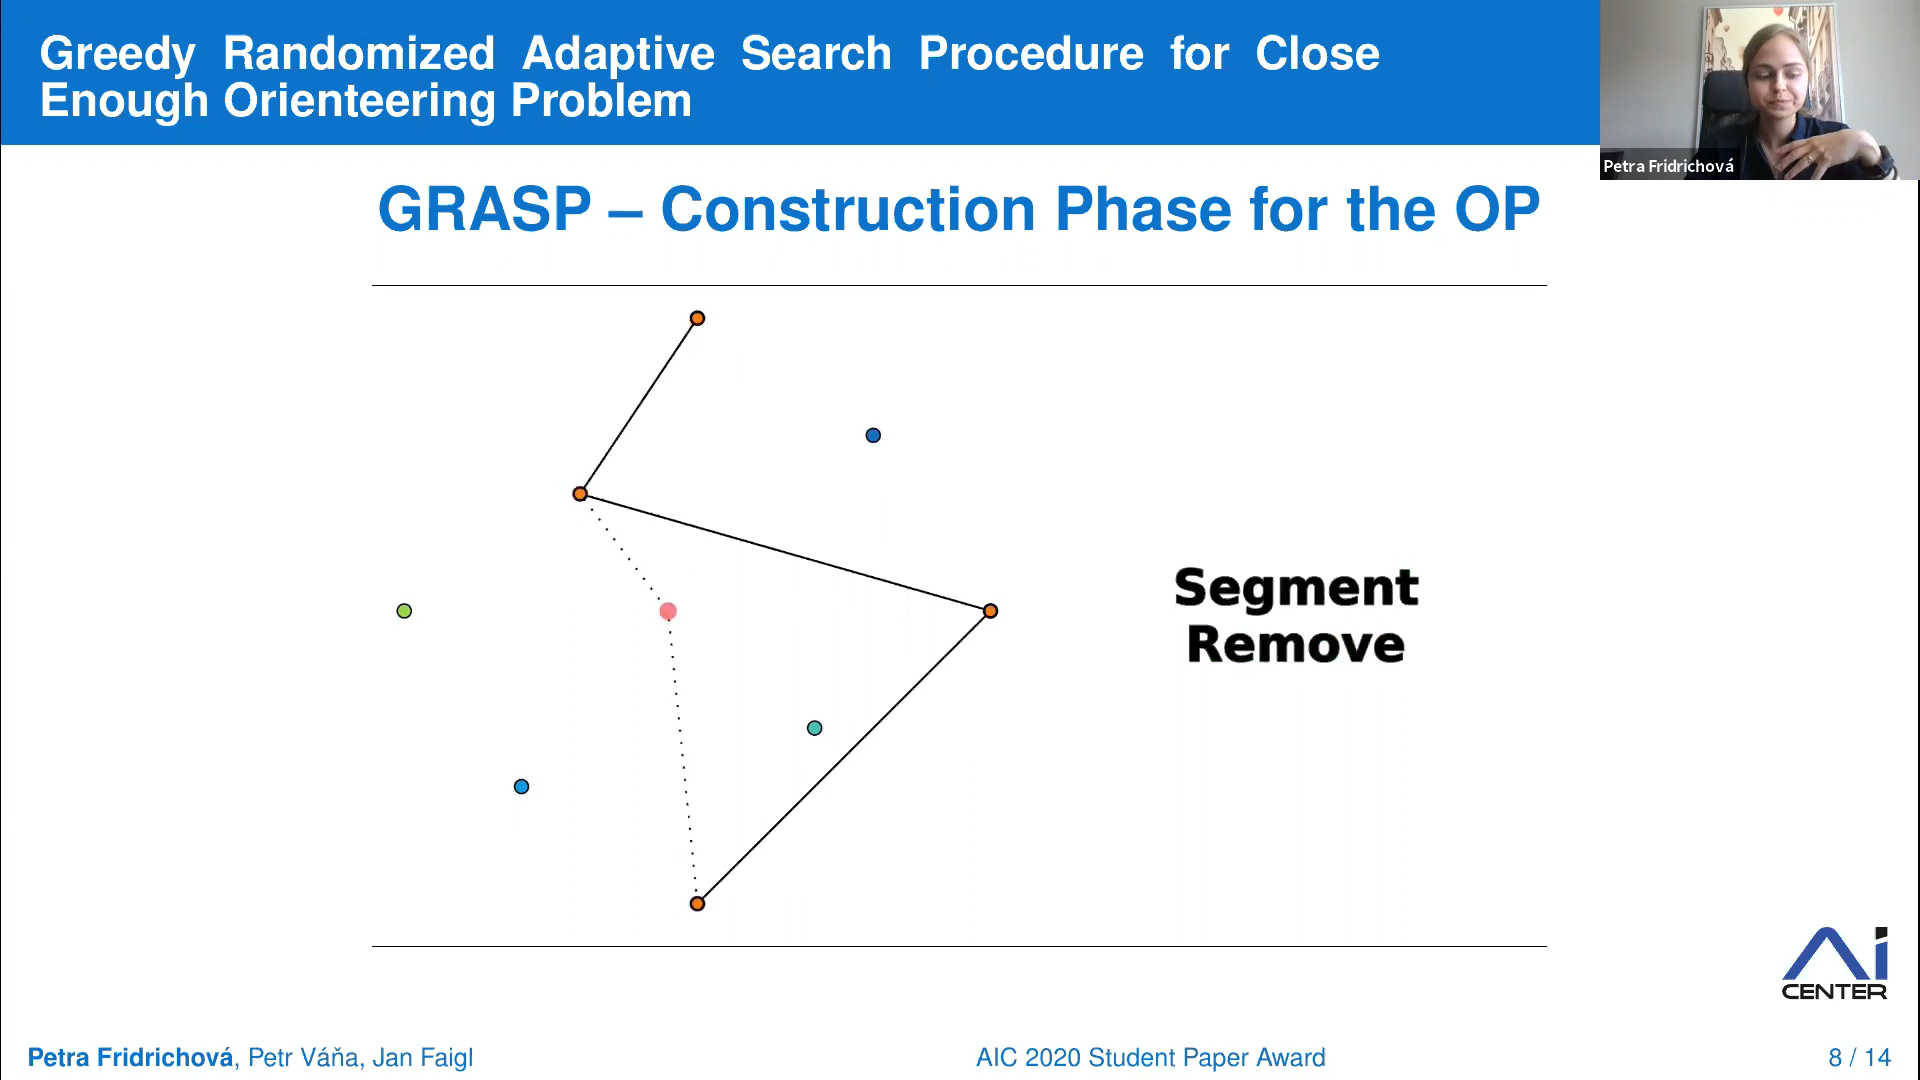 Greedy Randomized Adaptive Search Procedure for Close
Enough Orienteering Problem
Petra Fridrichová
GRASP – Construction Phase for the OP
Segment
Remove
Ai
CENTER
Petra Fridrichová, Petr Váňa, Jan Faigl
AIC 2020 Student Paper Award
8 / 14